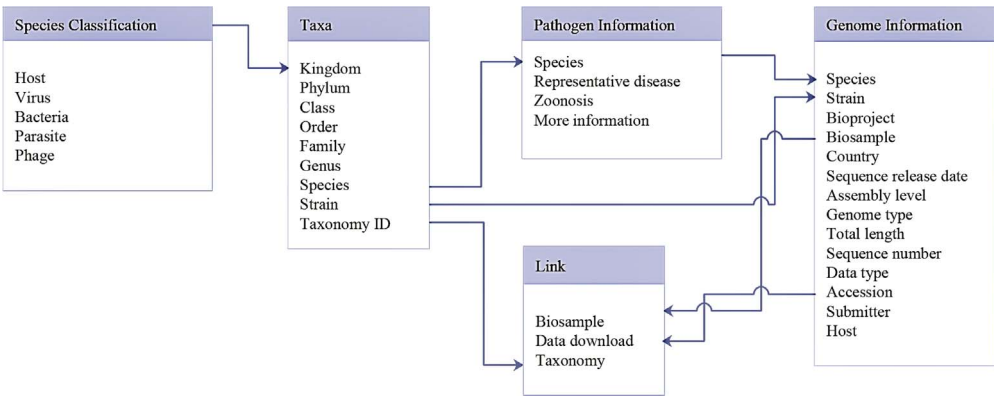 Species Classification
Host
Virus
Bacteria
Parasite
Phage
Taxa
Kingdom
Phylum
Class
Order
Family
Genus
Species
Strain
Taxonomy ID
Pathogen Information
Species
Representative disease
Zoonosis
More information
Link
Biosample
Data download
Taxonomy
Genome Information
Species
Strain
Bioproject
Biosample
Country
Sequence release date
Assembly level
Genome type
Total length
Sequence number
Data type
Accession
Submitter
Host